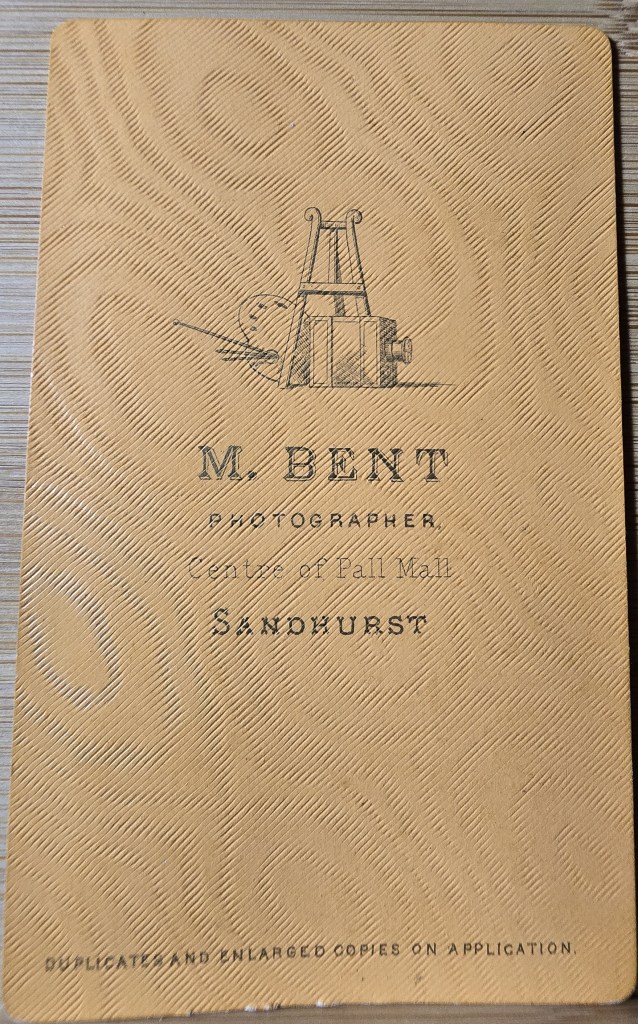 M. BENT
PHOTOGRAPHER,
Centre of Pall Mall
SANDHURST
DUPLICATES AND ENLARGED COPIES ON APPLICATION.